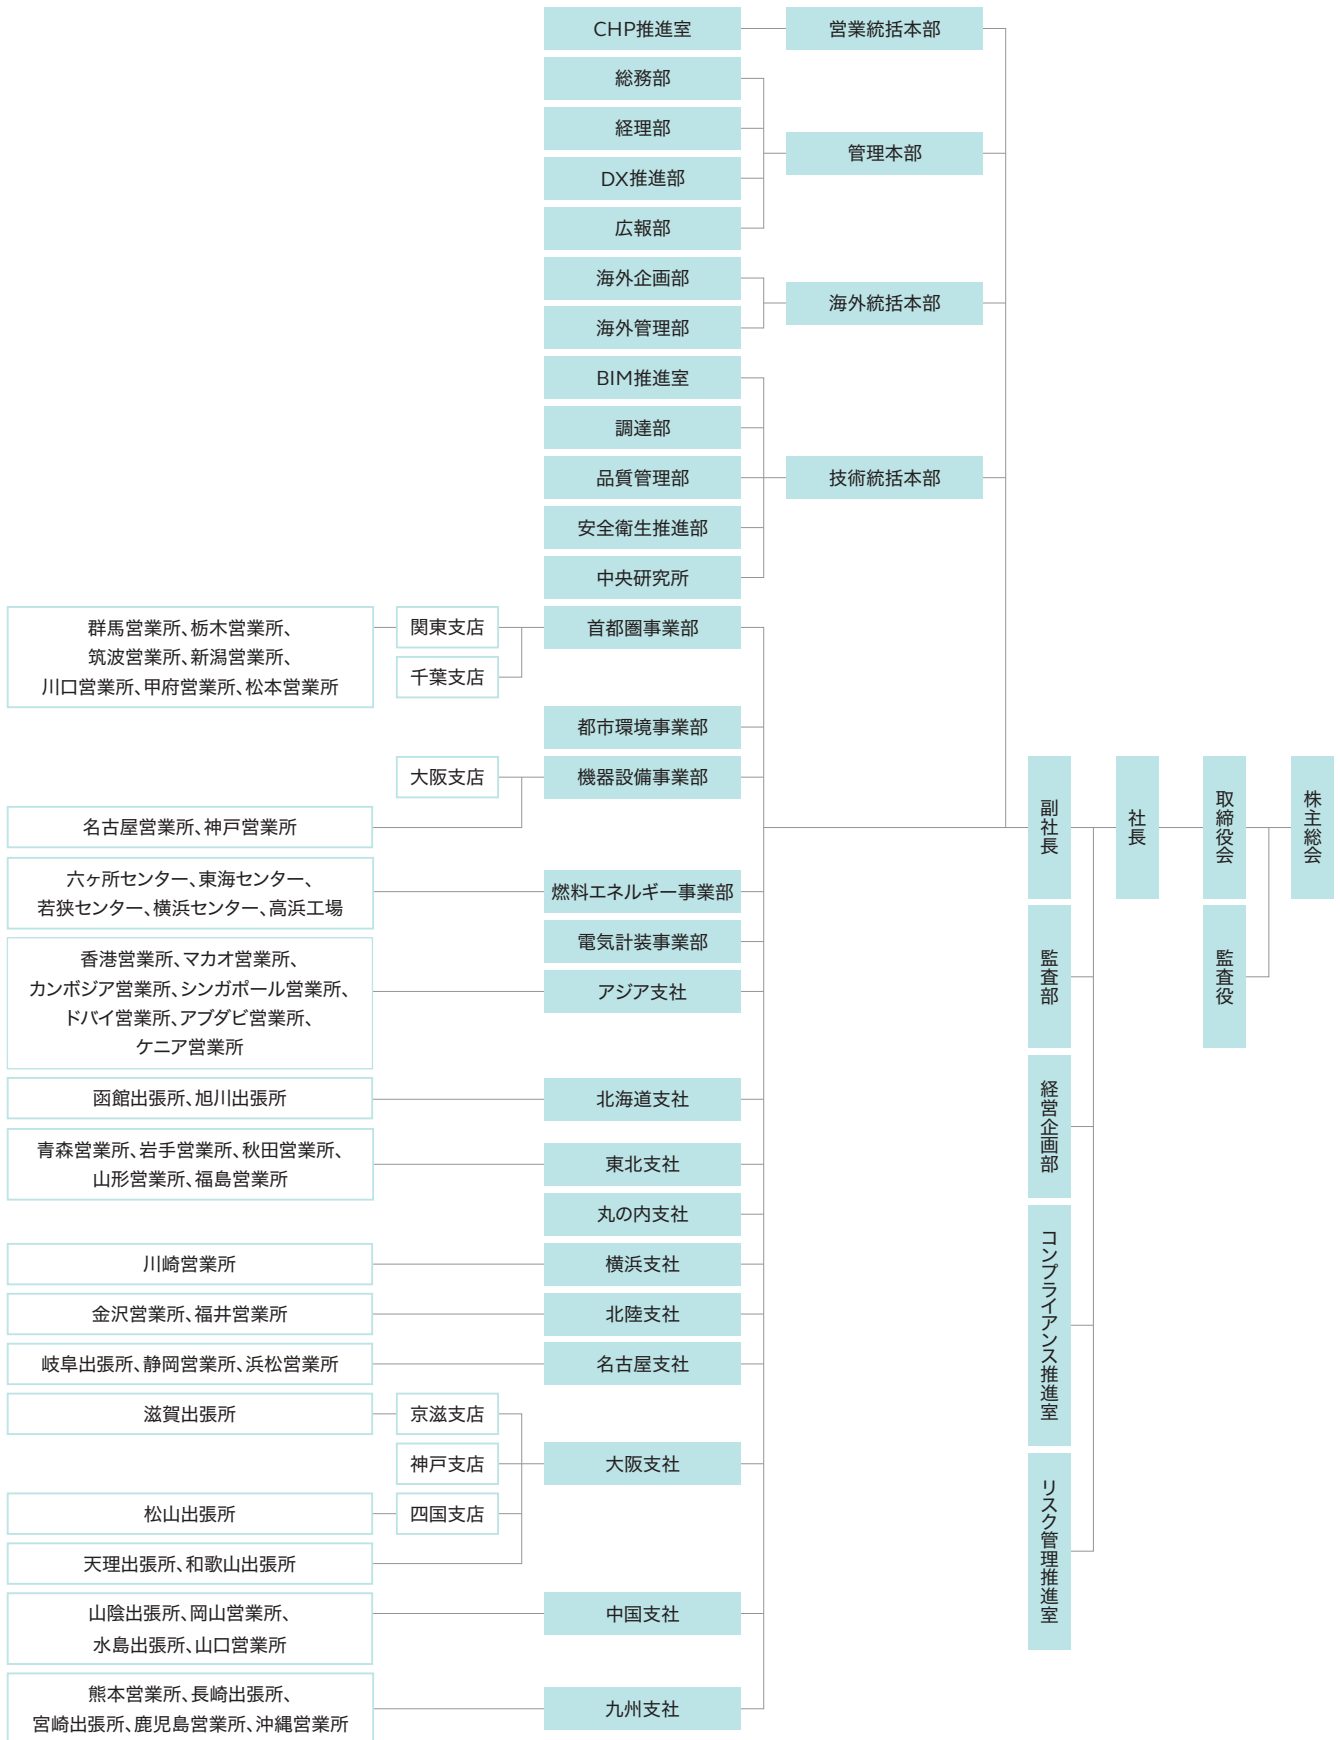 CHP推進室
営業統括本部
総務部
経理部
管理本部
DX推進部
広報部
海外企画部
海外統括本部
海外管理部
BIM推進室
調達部
品質管理部
技術統括本部
安全衛生推進部
中央研究所
群馬営業所、栃木営業所、
筑波営業所、新潟営業所、
川口営業所、甲府営業所、松本営業所
関東支店
首都圏事業部
千葉支店
都市環境事業部
大阪支店
機器設備事業部
名古屋営業所、神戸営業所
副社長
社長
取締役会
株主総会
六ヶ所センター、東海センター、
若狭センター、横浜センター、高浜工場
燃料エネルギー事業部
電気計装事業部
監査部
監査役
香港営業所、マカオ営業所、
カンボジア営業所、シンガポール営業所、
ドバイ営業所、アブダビ営業所、
ケニア営業所
アジア支社
函館出張所、旭川出張所
北海道支社
経営企画部
青森営業所、岩手営業所、秋田営業所、
山形営業所、福島営業所
東北支社
丸の内支社
川崎営業所
横浜支社
コンプライアンス推進室
金沢営業所、福井営業所
北陸支社
岐阜出張所、静岡営業所、浜松営業所
名古屋支社
滋賀出張所
京滋支店
神戸支店
大阪支社
松山出張所
四国支店
リスク管理推進室
天理出張所、和歌山出張所
山陰出張所、岡山営業所、
水島出張所、山口営業所
中国支社
熊本営業所、長崎出張所、
宮崎出張所、鹿児島営業所、沖縄営業所
九州支社